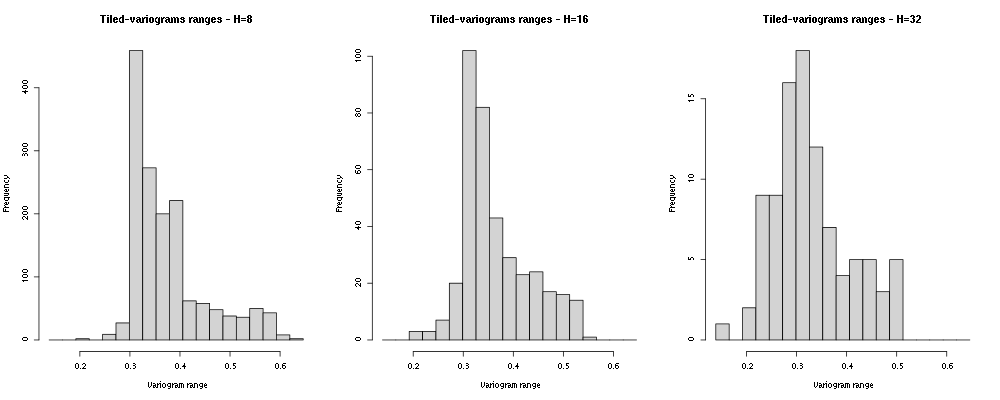 Tiled-variograms ranges - H=8
Frequency
400
300
200
100
0
0.2 0.3 0.4 0.5 0.6
Variogram range
Tiled-variograms ranges - H=16
Frequency
100
80
60
40
20
0
0.2 0.3 0.4 0.5 0.6
Variogram range
Tiled-variograms ranges - H=32
Frequency
15
10
5
0
0.2 0.3 0.4 0.5 0.6
Variogram range